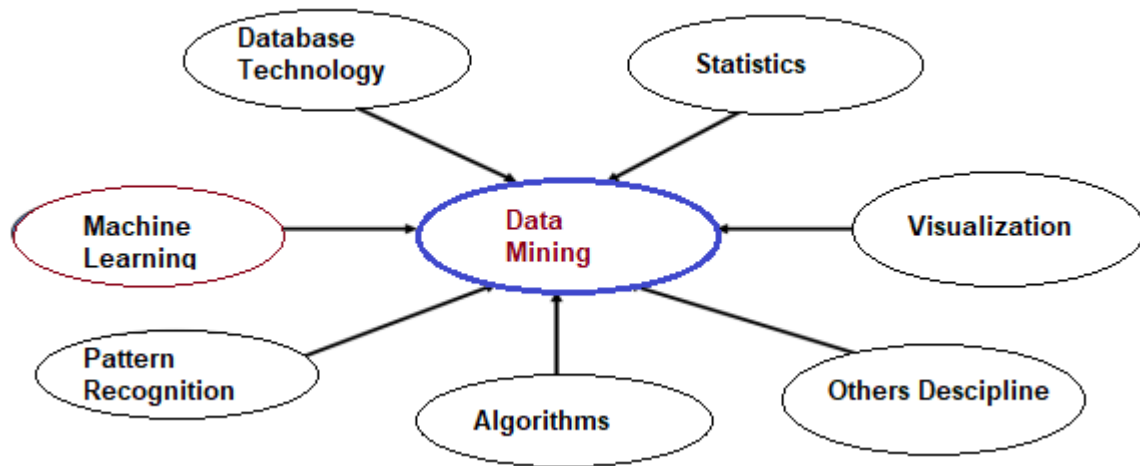 Database
Technology
Statistics
Machine
Learning
Data
Mining
Visualization
Pattern
Recognition
Algorithms
Others Descipline